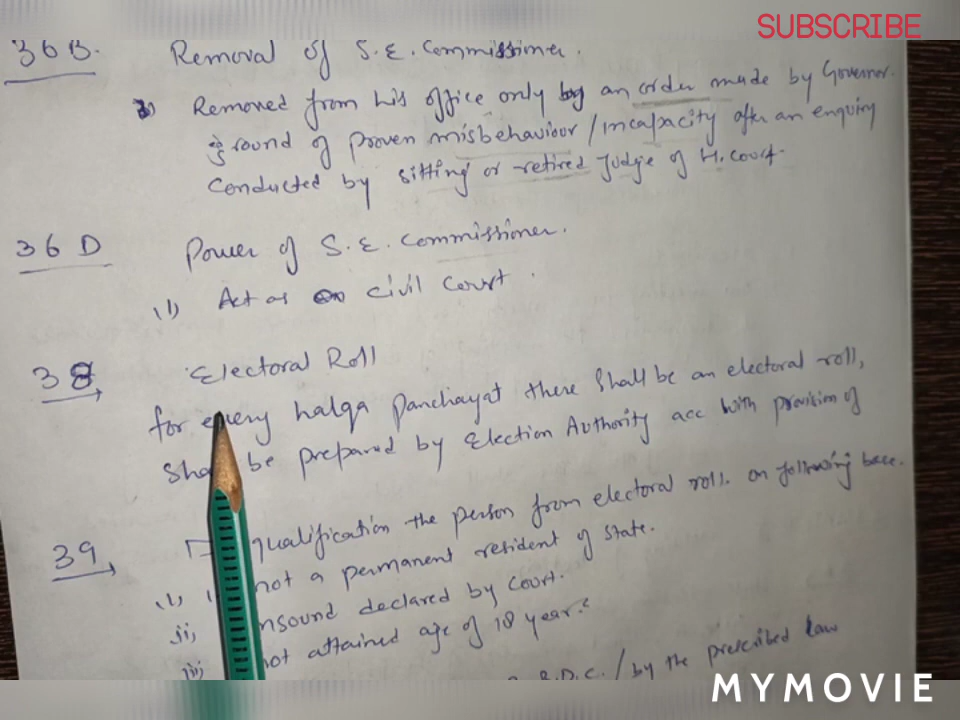 SUBSCRIBE
36B. Removal of S.E. Commissioner.
Removed from his office only by an order made by Governor.
ground of proven misbehaviour/incapacity after an enquiry
conducted by sitting or retired Judge of H. court.
36 D Power of S.E. Commissioner.
(1) Act as civil court.
38 Electoral Roll
for every halqa Panchayat there shall be an electoral roll,
be prepared by Election Authority acc with provision of
39 qualification the person from electoral roll. on following base.
(i) not a permanent resident of state.
ii) nsound declared by court.
iii) not attained age of 18 year.
B.D.C. / by the prescribed law
MYMOVIE